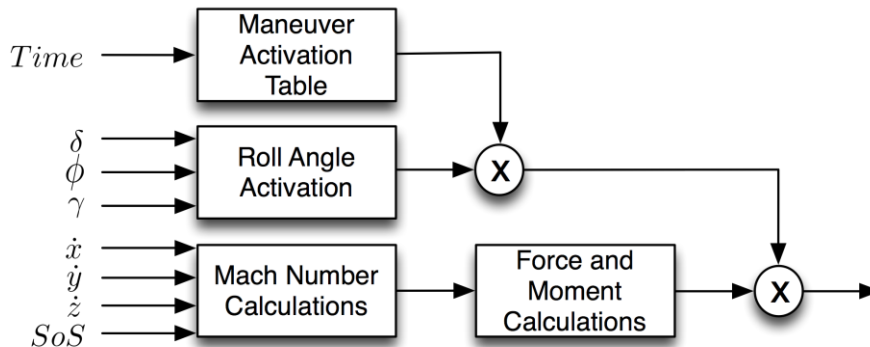 Time
Maneuver
Activation
Table
δ
ϕ
γ
Roll Angle
Activation
X
ẋ
ẏ
ż
SoS
Mach Number
Calculations
Force and
Moment
Calculations
X